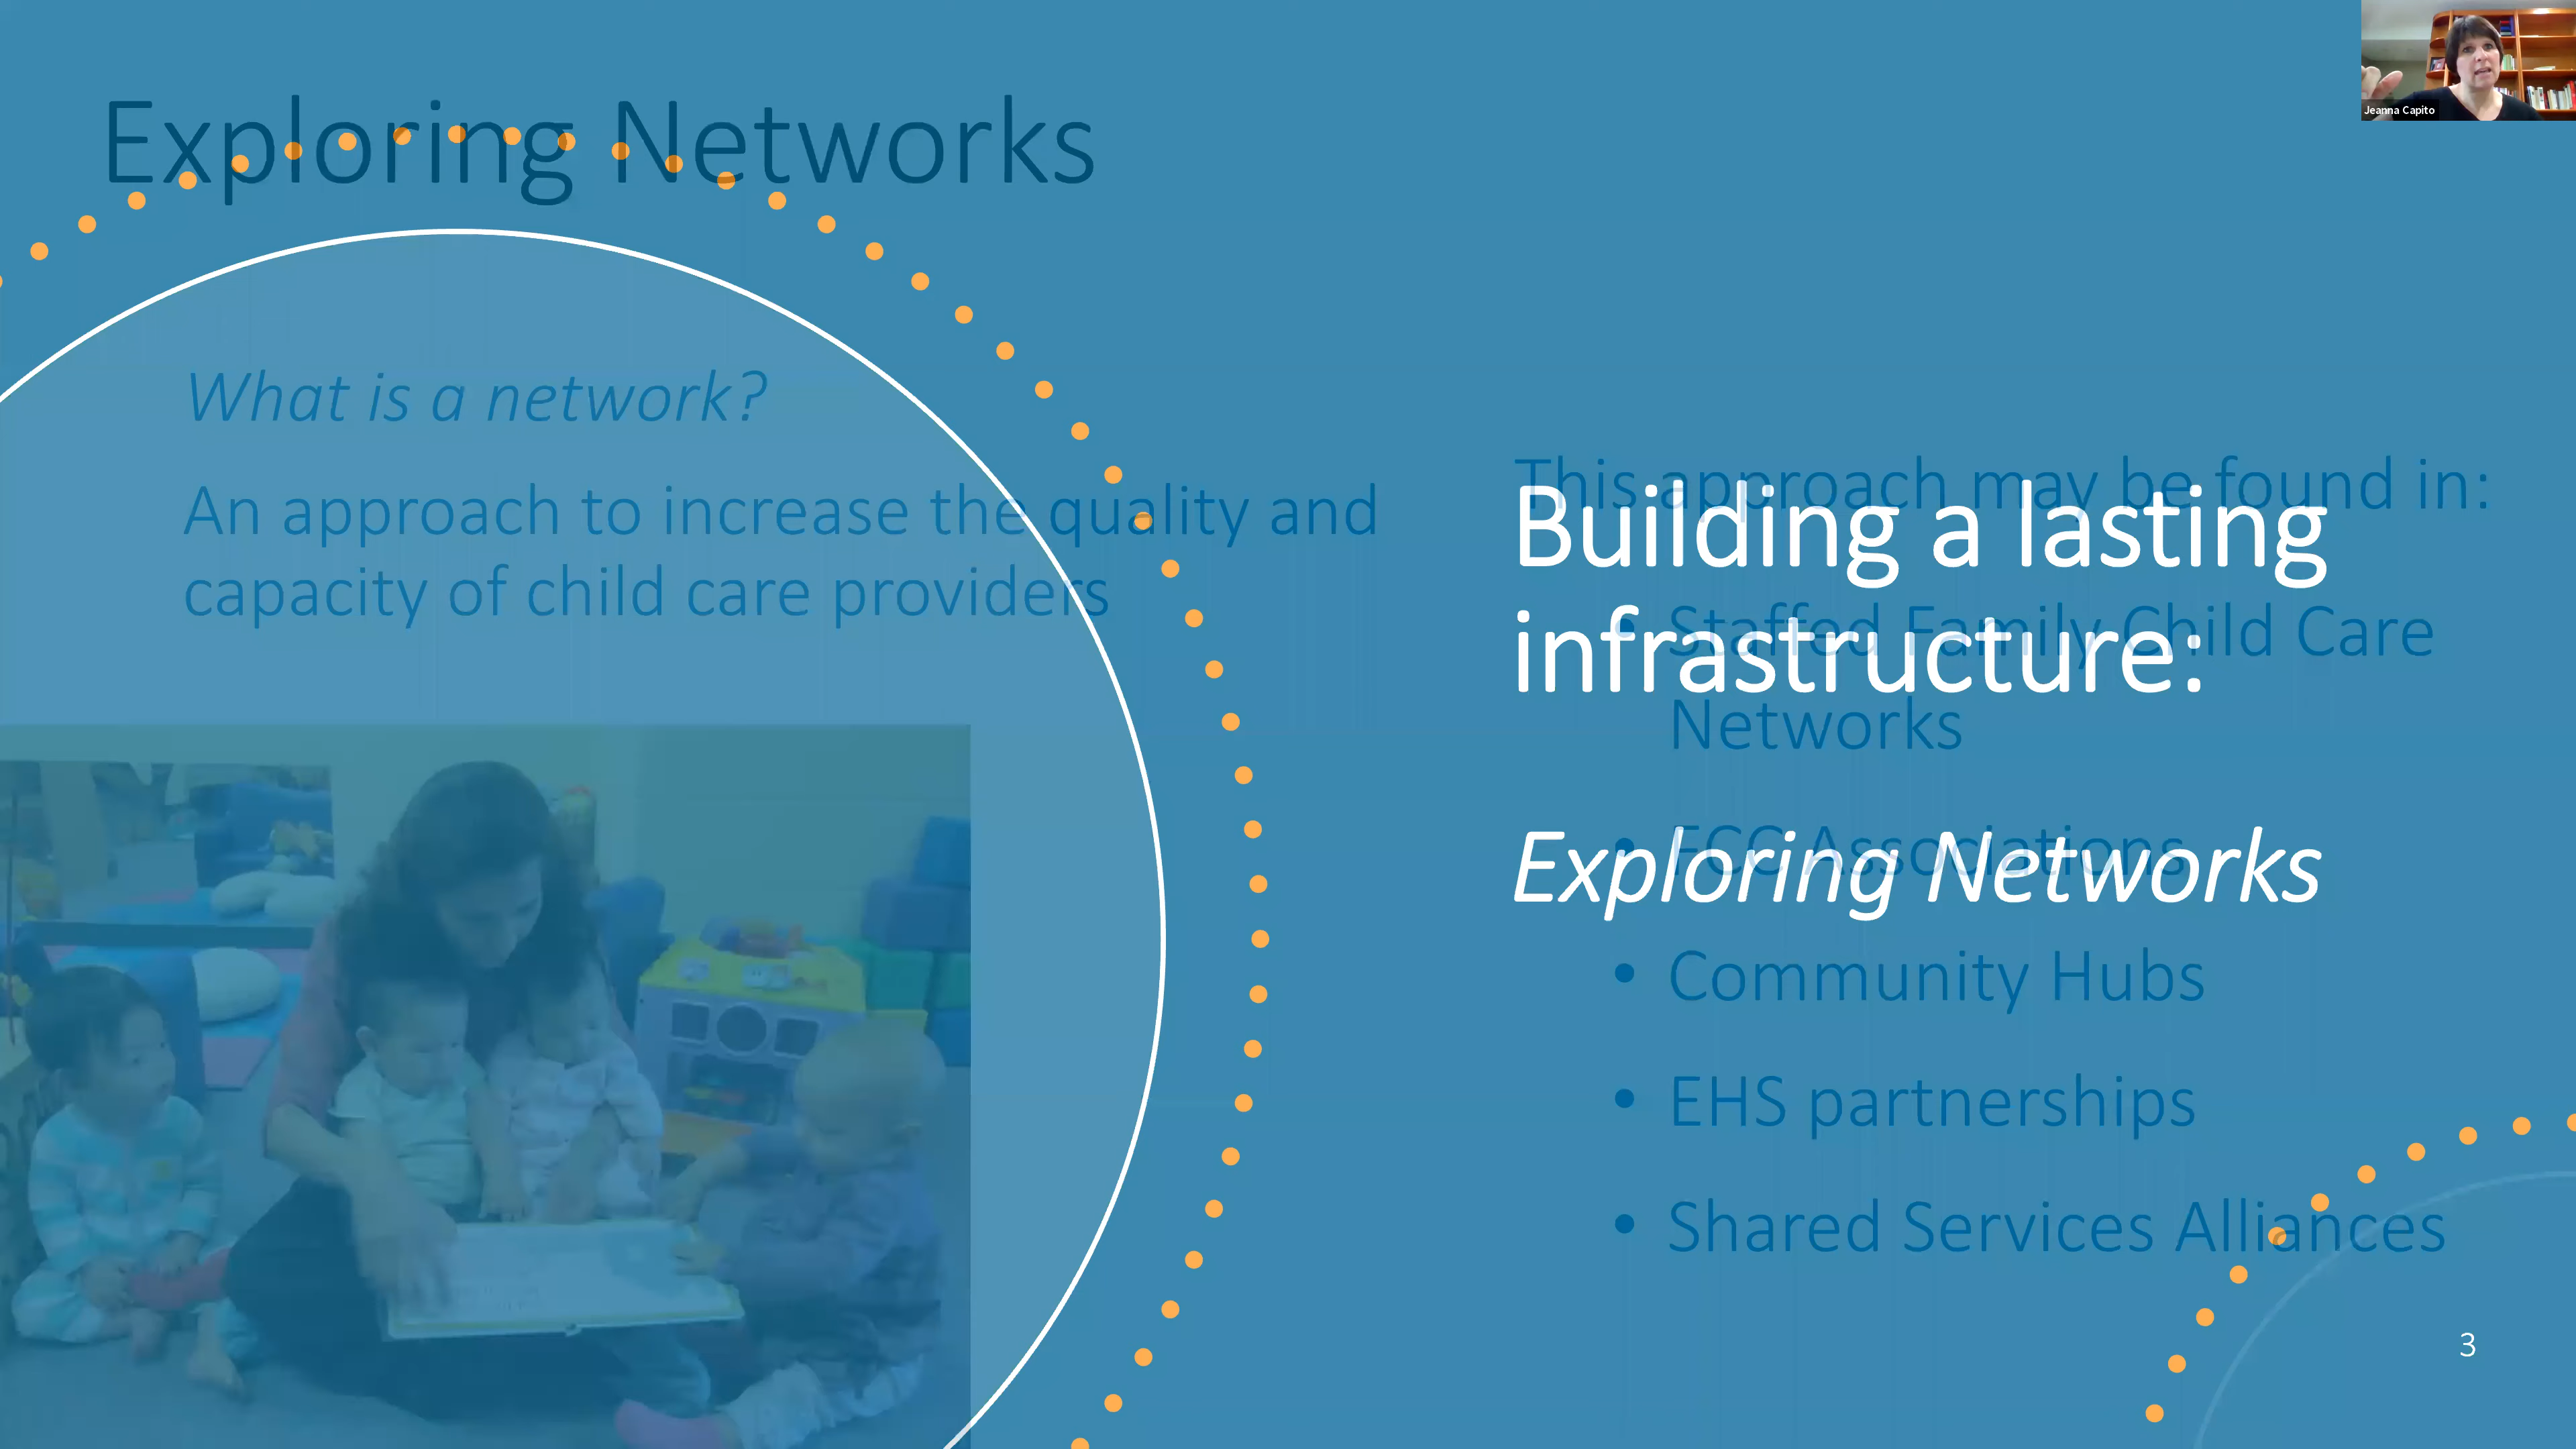 Jeanna Capito
Exploring Networks
What is a network?
An approach to increase the quality and
capacity of child care providers
This approach may be found in:
• Staffed Family Child Care
Networks
• FCC Associations
• Community Hubs
• EHS partnerships
• Shared Services Alliances
Building a lasting
infrastructure:
Exploring Networks
3